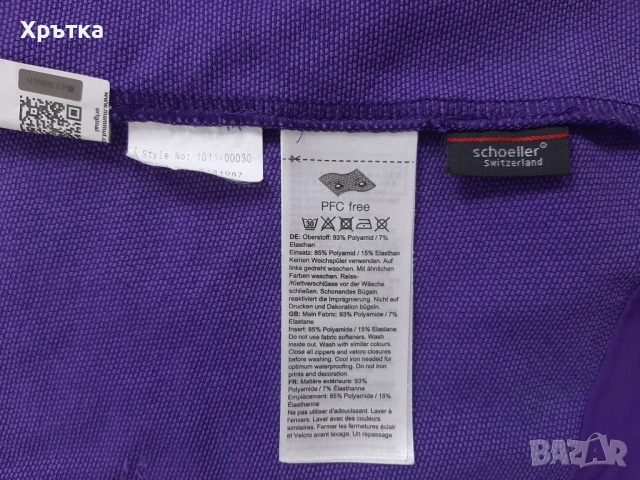 Хрътка
www.mammut.c
original
Style No: 1011-00030
schoeller®
Switzerland
PFC free
DE: Oberstoff: 93% Polyamid / 7%
Elasthan
Einsatz: 85% Polyamid / 15% Elasthan
Keinen Weichspüler verwenden. Auf
links gedreht waschen. Mit ähnlichen
Farben waschen. Reiss-
/Klettverschlüsse vor der Wäsche
schließen. Schonendes Bügeln
reaktiviert die Imprägnierung. Nicht auf
Drucken und Dekoration bügeln.
GB: Main Fabric: 93% Polyamide / 7%
Elastane
Insert: 85% Polyamide / 15% Elastane
Do not use fabric softeners. Wash
inside out. Wash with similar colours.
Close all zippers and velcro closures
before washing. Cool iron needed for
optimum waterproofing. Do not iron
prints and decoration.
FR: Matière extérieure: 93%
Polyamide / 7% Élasthanne
Empiècement: 85% Polyamide / 15%
Élasthanne
Ne pas utiliser d'adoucissant. Laver à
l'envers. Laver avec des couleurs
similaires. Fermer les fermetures éclair
et Velcro avant lavage. Un repassage
BAZAR